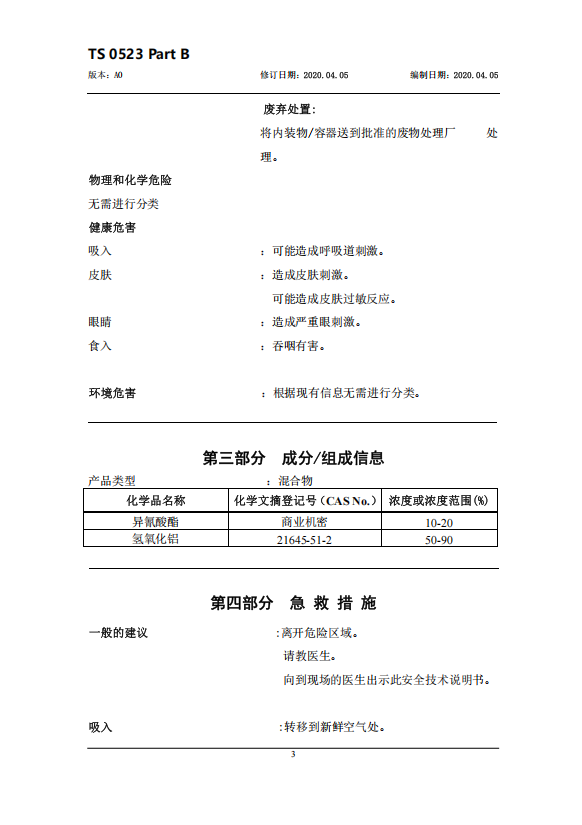 TS 0523 Part B
版本：A0 修订日期：2020.04.05 编制日期：2020.04.05
废弃处置:
将内装物/容器送到批准的废物处理厂 处
理。
物理和化学危险
无需进行分类
健康危害
吸入 ：可能造成呼吸道刺激。
皮肤 ：造成皮肤刺激。
可能造成皮肤过敏反应。
眼睛 ：造成严重眼刺激。
食入 ：吞咽有害。
环境危害 ：根据现有信息无需进行分类。
第三部分 成分/组成信息
产品类型 ：混合物
化学品名称 化学文摘登记号（CAS No.） 浓度或浓度范围(%)
异氰酸酯 商业机密 10-20
氢氧化铝 21645-51-2 50-90
第四部分 急 救 措 施
一般的建议 :离开危险区域。
请教医生。
向到现场的医生出示此安全技术说明书。
吸入 :转移到新鲜空气处。
3